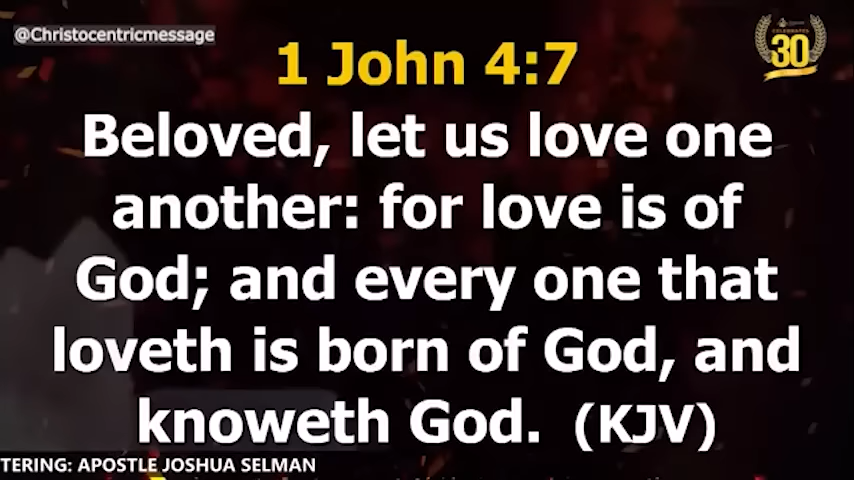 @Christocentricmessage
CELEBRATES
30
1 John 4:7
Beloved, let us love one
another: for love is of
God; and every one that
loveth is born of God, and
knoweth God. (KJV)
TERING: APOSTLE JOSHUA SELMAN